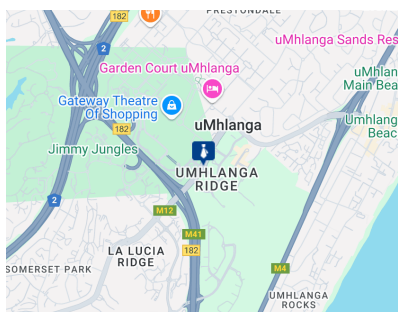 PRESTONDALE
182
2
uMhlanga Sands Res
Garden Court uMhlanga
uMhlan
Main Bea
Gateway Theatre
Of Shopping
182
uMhlanga
Umhlang
Beac
Jimmy Jungles
UMHLANGA
RIDGE
2
M12
M41
182
LA LUCIA
RIDGE
SOMERSET PARK
M4
UMHLANGA
ROCKS